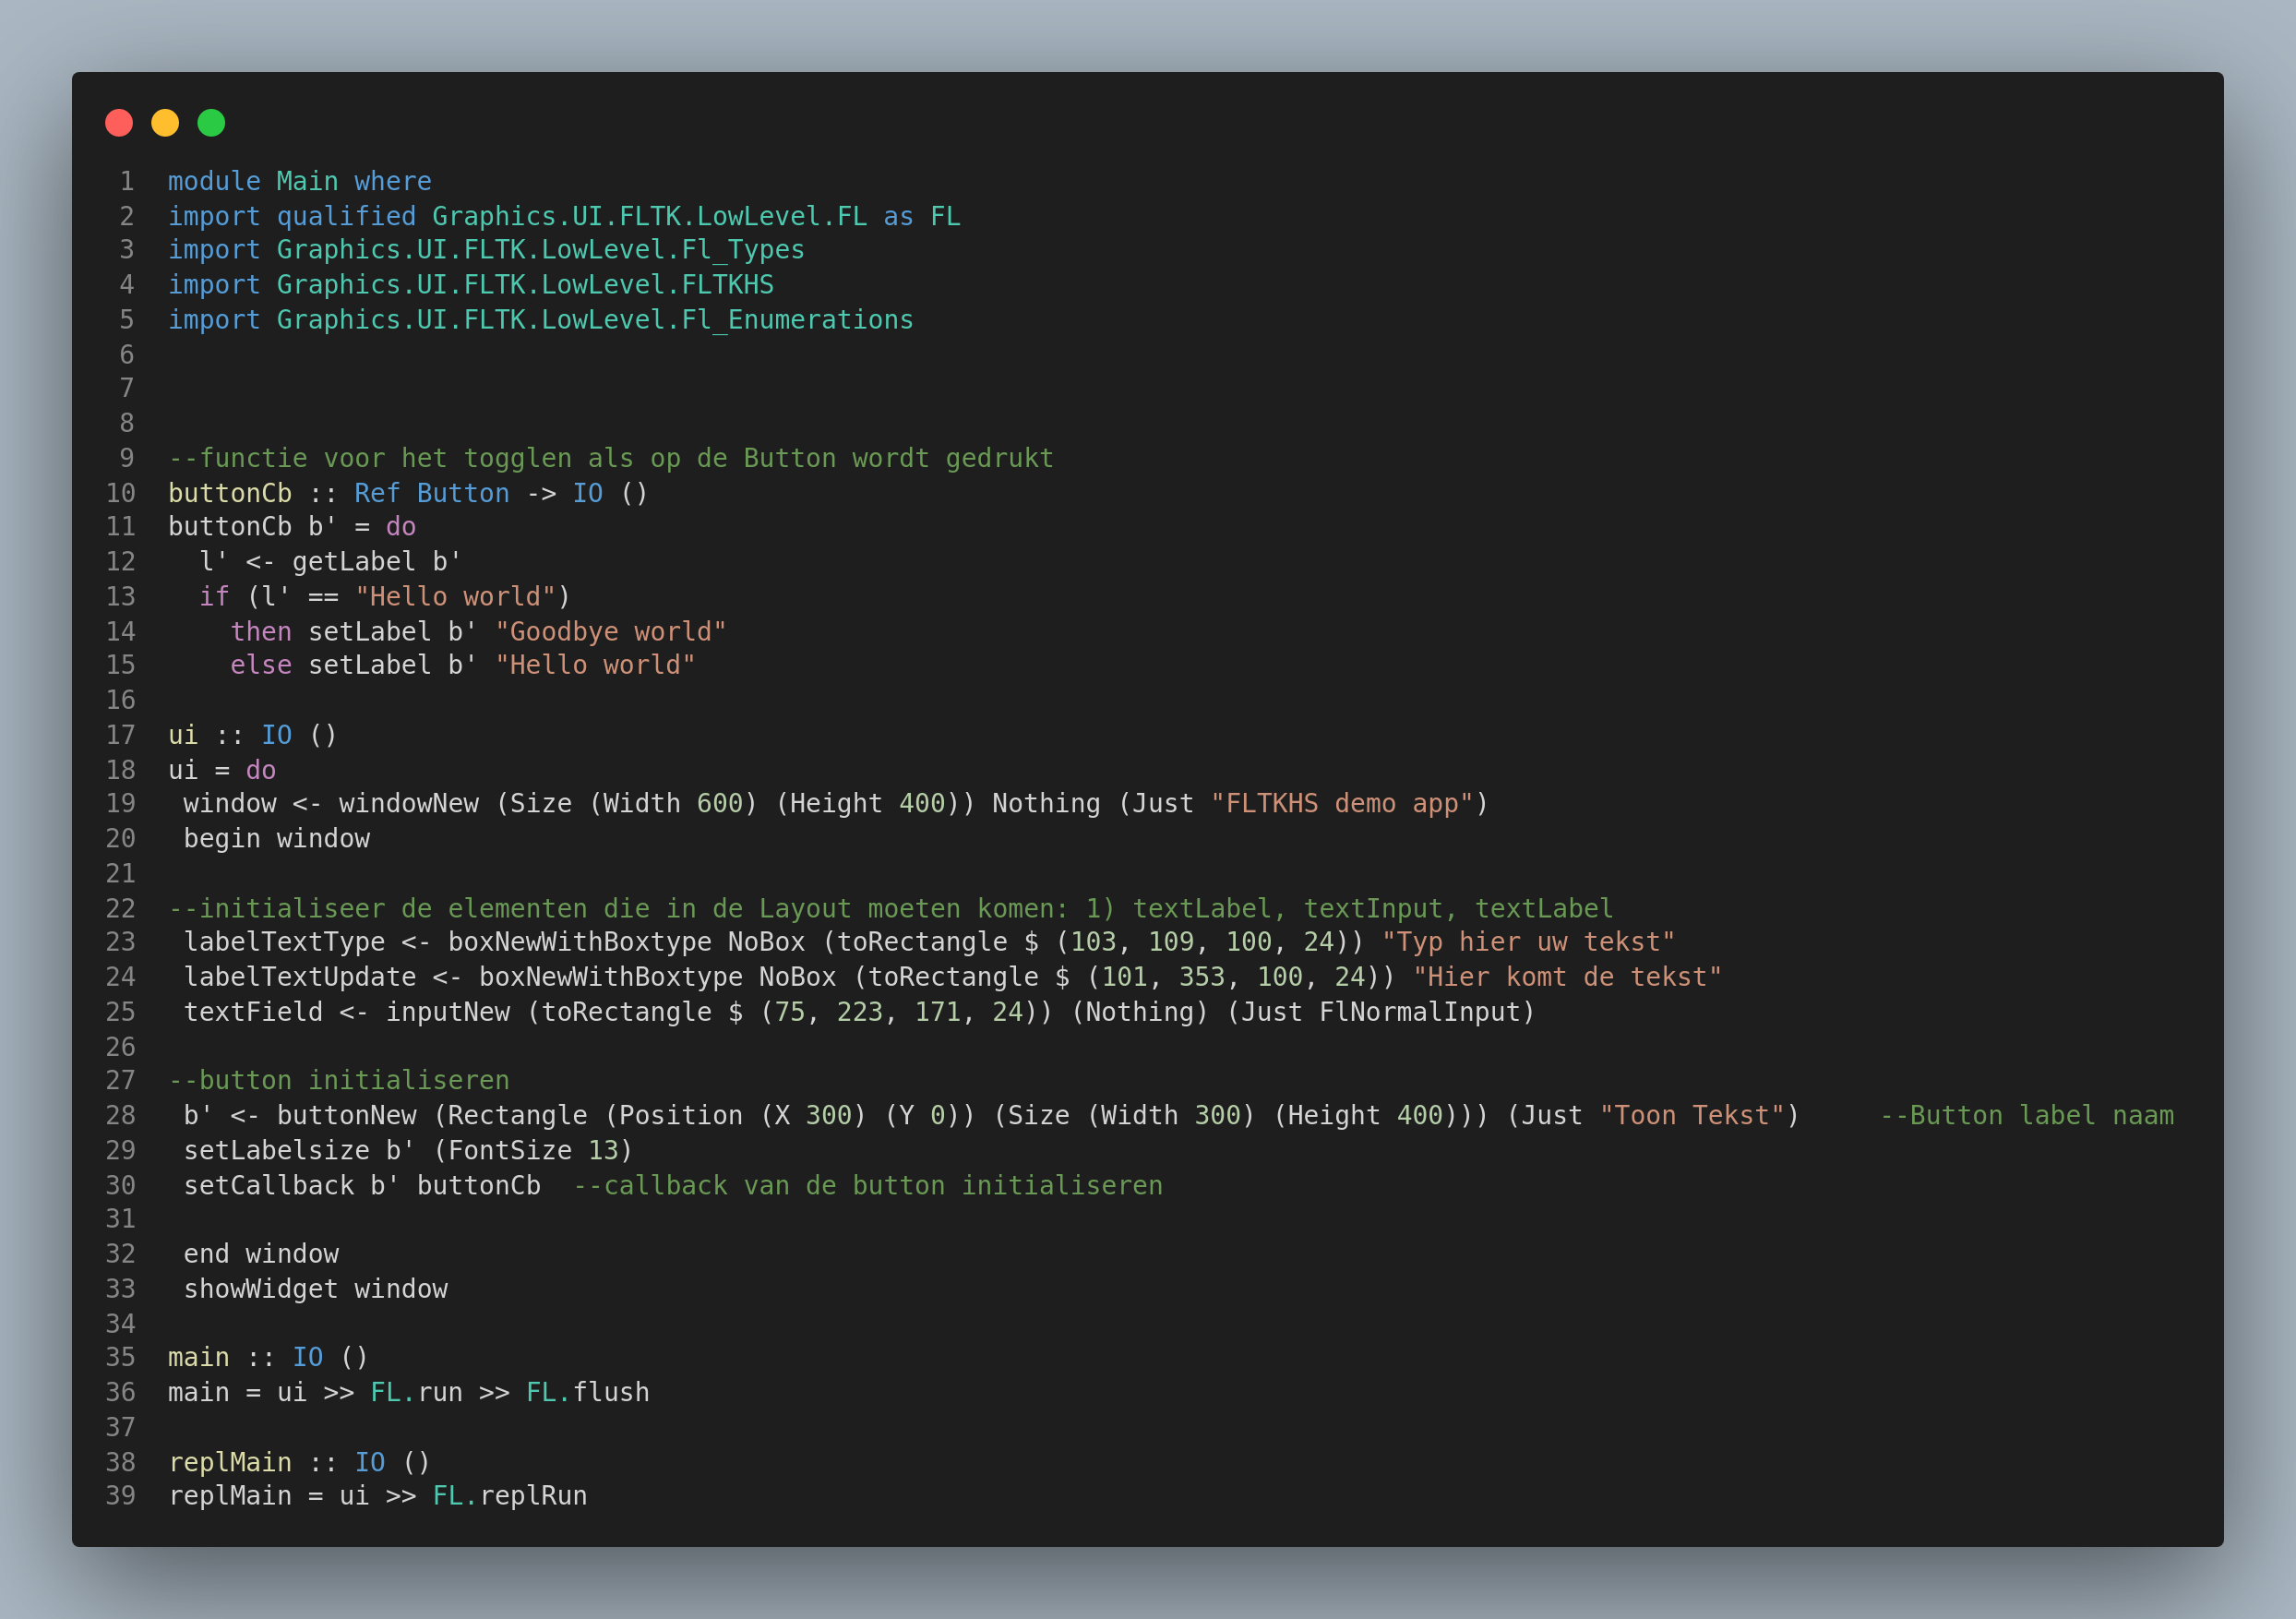 1 module Main where
2 import qualified Graphics.UI.FLTK.LowLevel.FL as FL
3 import Graphics.UI.FLTK.LowLevel.Fl_Types
4 import Graphics.UI.FLTK.LowLevel.FLTKHS
5 import Graphics.UI.FLTK.LowLevel.Fl_Enumerations
6
7
8
9 --functie voor het togglen als op de Button wordt gedrukt
10 buttonCb :: Ref Button -> IO ()
11 buttonCb b' = do
12   l' <- getLabel b'
13   if (l' == "Hello world")
14     then setLabel b' "Goodbye world"
15     else setLabel b' "Hello world"
16
17 ui :: IO ()
18 ui = do
19  window <- windowNew (Size (Width 600) (Height 400)) Nothing (Just "FLTKHS demo app")
20  begin window
21
22 --initialiseer de elementen die in de Layout moeten komen: 1) textLabel, textInput, textLabel
23  labelTextType <- boxNewWithBoxtype NoBox (toRectangle $ (103, 109, 100, 24)) "Typ hier uw tekst"
24  labelTextUpdate <- boxNewWithBoxtype NoBox (toRectangle $ (101, 353, 100, 24)) "Hier komt de tekst"
25  textField <- inputNew (toRectangle $ (75, 223, 171, 24)) (Nothing) (Just FlNormalInput)
26
27 --button initialiseren
28  b' <- buttonNew (Rectangle (Position (X 300) (Y 0)) (Size (Width 300) (Height 400))) (Just "Toon Tekst")     --Button label naam
29  setLabelsize b' (FontSize 13)
30  setCallback b' buttonCb  --callback van de button initialiseren
31
32  end window
33  showWidget window
34
35 main :: IO ()
36 main = ui >> FL.run >> FL.flush
37
38 replMain :: IO ()
39 replMain = ui >> FL.replRun